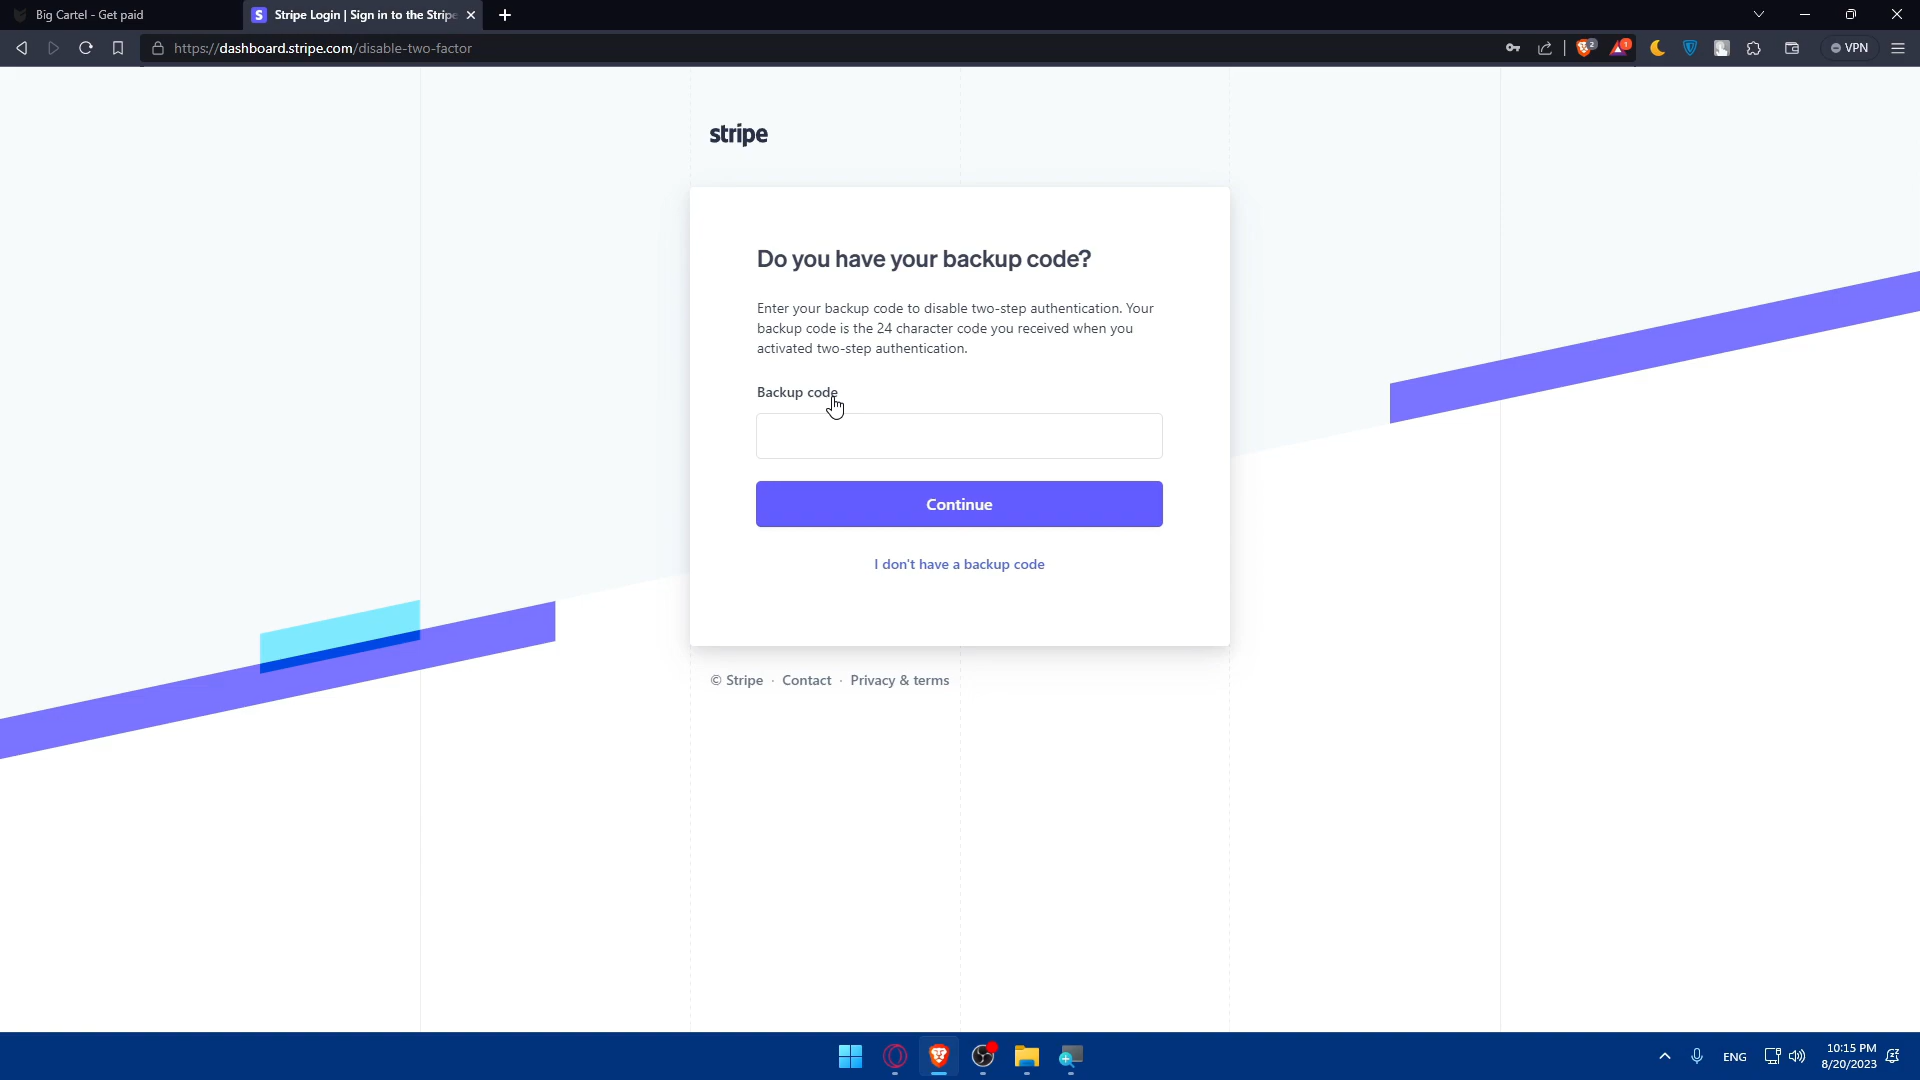 Big Cartel - Get paid
S Stripe Login | Sign in to the Stripe
https://dashboard.stripe.com/disable-two-factor
2
1
VPN
stripe
Do you have your backup code?
Enter your backup code to disable two-step authentication. Your
backup code is the 24 character code you received when you
activated two-step authentication.
Backup code
Continue
I don't have a backup code
© Stripe · Contact · Privacy & terms
ENG
10:15 PM
8/20/2023